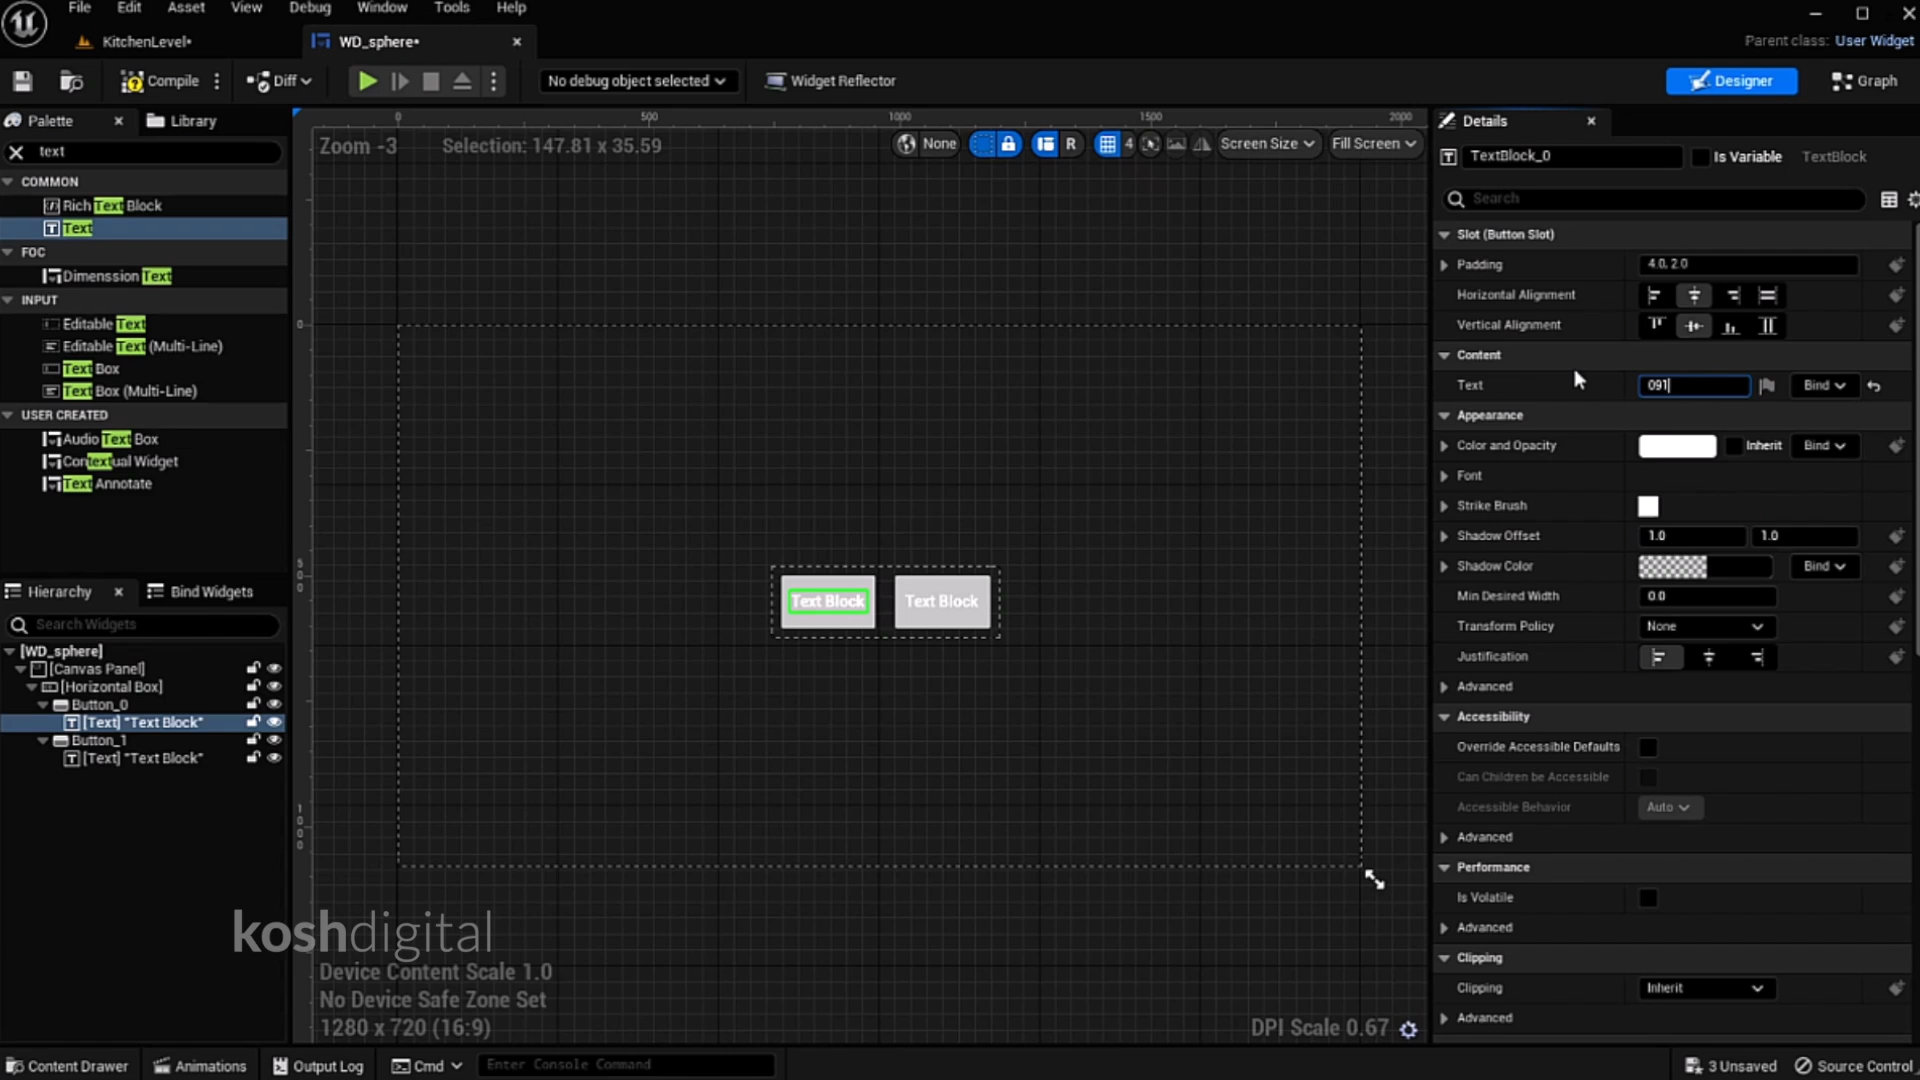 File Edit Asset View Debug Window Tools Help
KitchenLevel* WD_sphere*
Parent class: User Widget
Compile Diff No debug object selected Widget Reflector Designer Graph
Palette Library
text
COMMON
Rich Text Block
Text
FOC
Dimenssion Text
INPUT
Editable Text
Editable Text (Multi-Line)
Text Box
Text Box (Multi-Line)
USER CREATED
Audio Text Box
Contextual Widget
Text Annotate
Hierarchy Bind Widgets
Search Widgets
[WD_sphere]
[Canvas Panel]
[Horizontal Box]
Button_0
[Text] "Text Block"
Button_1
[Text] "Text Block"
0 500 1000 1500 2000
Zoom -3 Selection: 147.81 x 35.59 None R 4 Screen Size Fill Screen
0
500
1000
Text Block Text Block
koshdigital
Device Content Scale 1.0
No Device Safe Zone Set
1280 x 720 (16:9) DPI Scale 0.67
Details
TextBlock_0 Is Variable TextBlock
Search
Slot (Button Slot)
Padding 4.0, 2.0
Horizontal Alignment
Vertical Alignment
Content
Text 091 Bind
Appearance
Color and Opacity Inherit Bind
Font
Strike Brush
Shadow Offset 1.0 1.0
Shadow Color Bind
Min Desired Width 0.0
Transform Policy None
Justification
Advanced
Accessibility
Override Accessible Defaults
Can Children be Accessible
Accessible Behavior Auto
Advanced
Performance
Is Volatile
Advanced
Clipping
Clipping Inherit
Advanced
Content Drawer Animations Output Log Cmd Enter Console Command 3 Unsaved Source Control